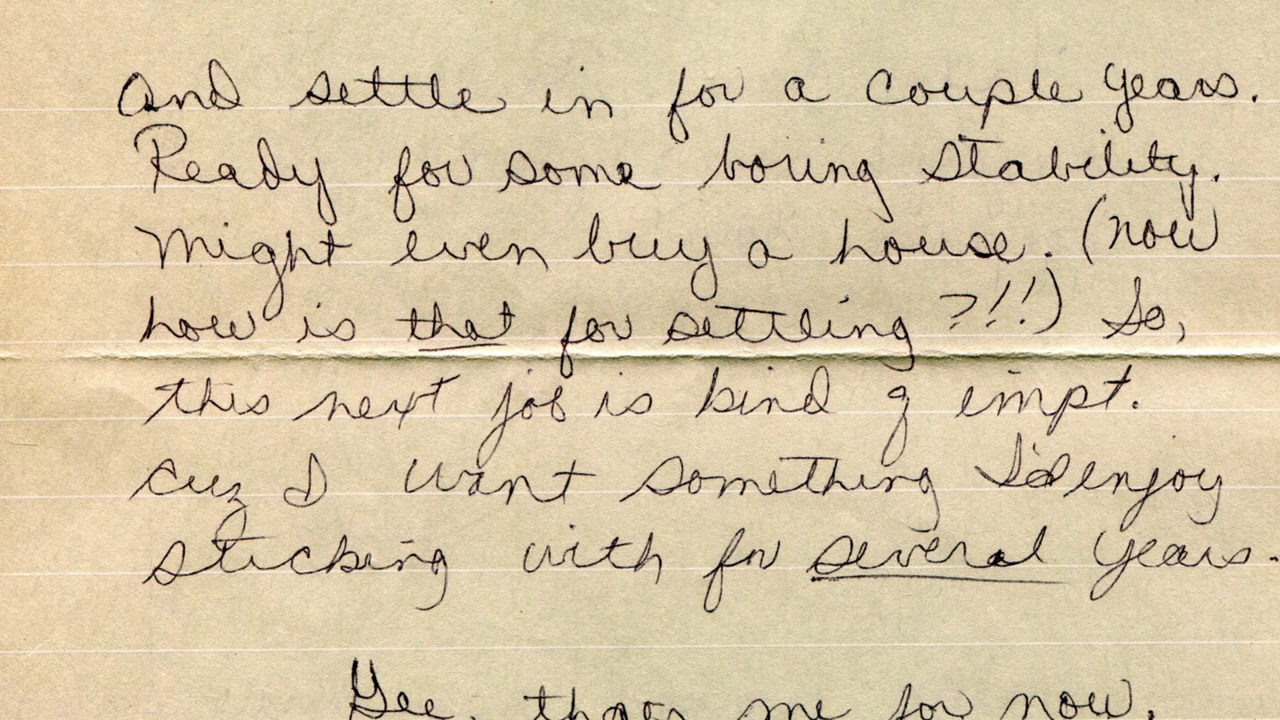 and settle in for a couple years.
Ready for some boring stability.
Might even buy a house. (now
how is that for settling?!!) So,
this next job is kind of impt.
cuz I want something I'd enjoy
sticking with for several years.
Gee, thats me for now.